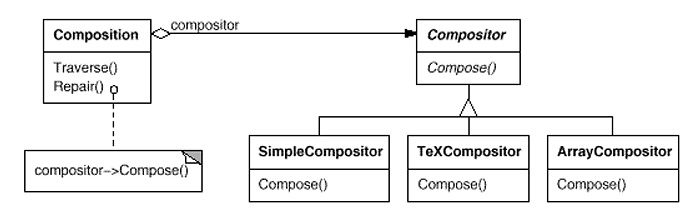 Composition
Traverse()
Repair()
compositor
Compositor
Compose()
compositor->Compose()
SimpleCompositor
Compose()
TeXCompositor
Compose()
ArrayCompositor
Compose()